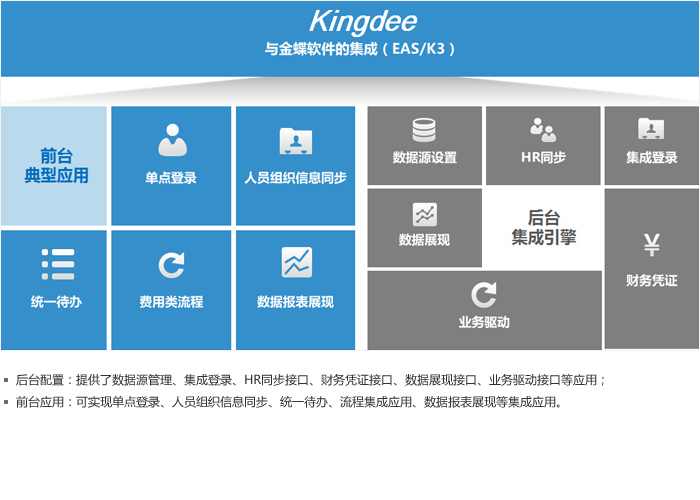 Kingdee
与金蝶软件的集成（EAS/K3）
前台
典型应用
单点登录
人员组织信息同步
统一待办
费用类流程
数据报表展现
数据源设置
HR同步
集成登录
数据展现
后台
集成引擎
¥
财务凭证
业务驱动
后台配置：提供了数据源管理、集成登录、HR同步接口、财务凭证接口、数据展现接口、业务驱动接口等应用；
前台应用：可实现单点登录、人员组织信息同步、统一待办、流程集成应用、数据报表展现等集成应用。